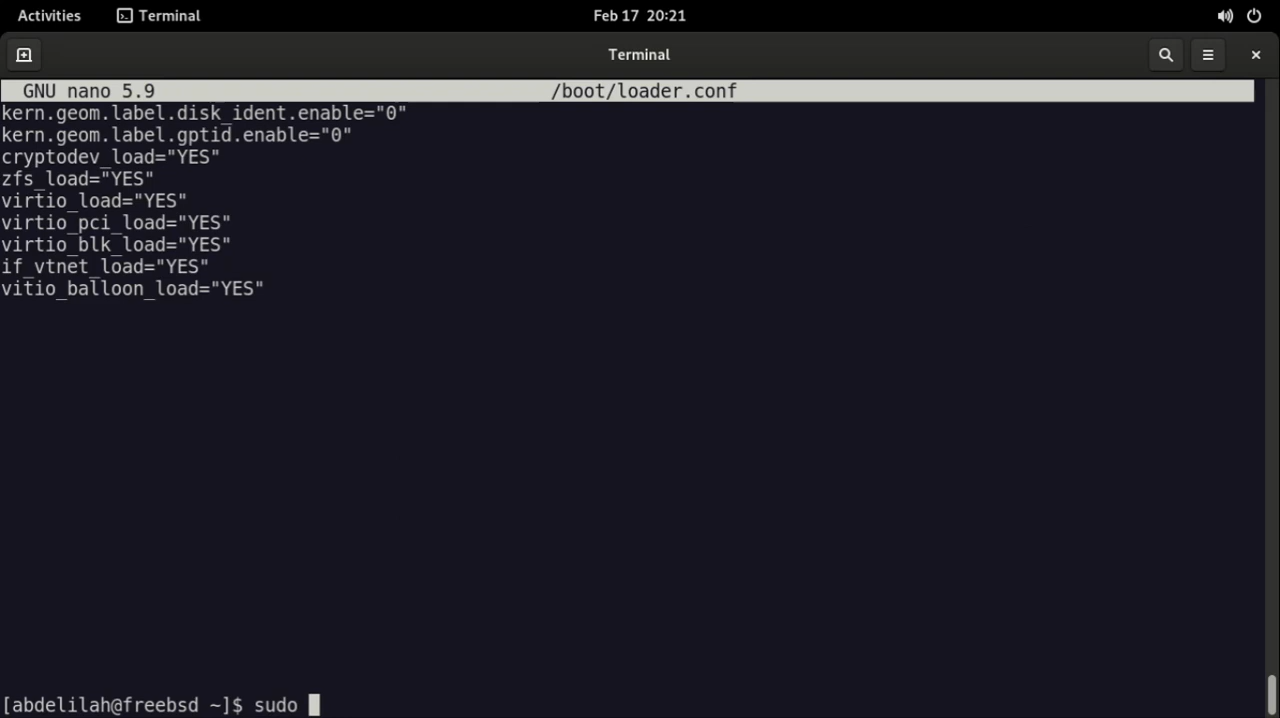 Activities Terminal Feb 17 20:21
Terminal
GNU nano 5.9 /boot/loader.conf
kern.geom.label.disk_ident.enable="0"
kern.geom.label.gptid.enable="0"
cryptodev_load="YES"
zfs_load="YES"
virtio_load="YES"
virtio_pci_load="YES"
virtio_blk_load="YES"
if_vtnet_load="YES"
vitio_balloon_load="YES"
[abdelilah@freebsd ~]$ sudo